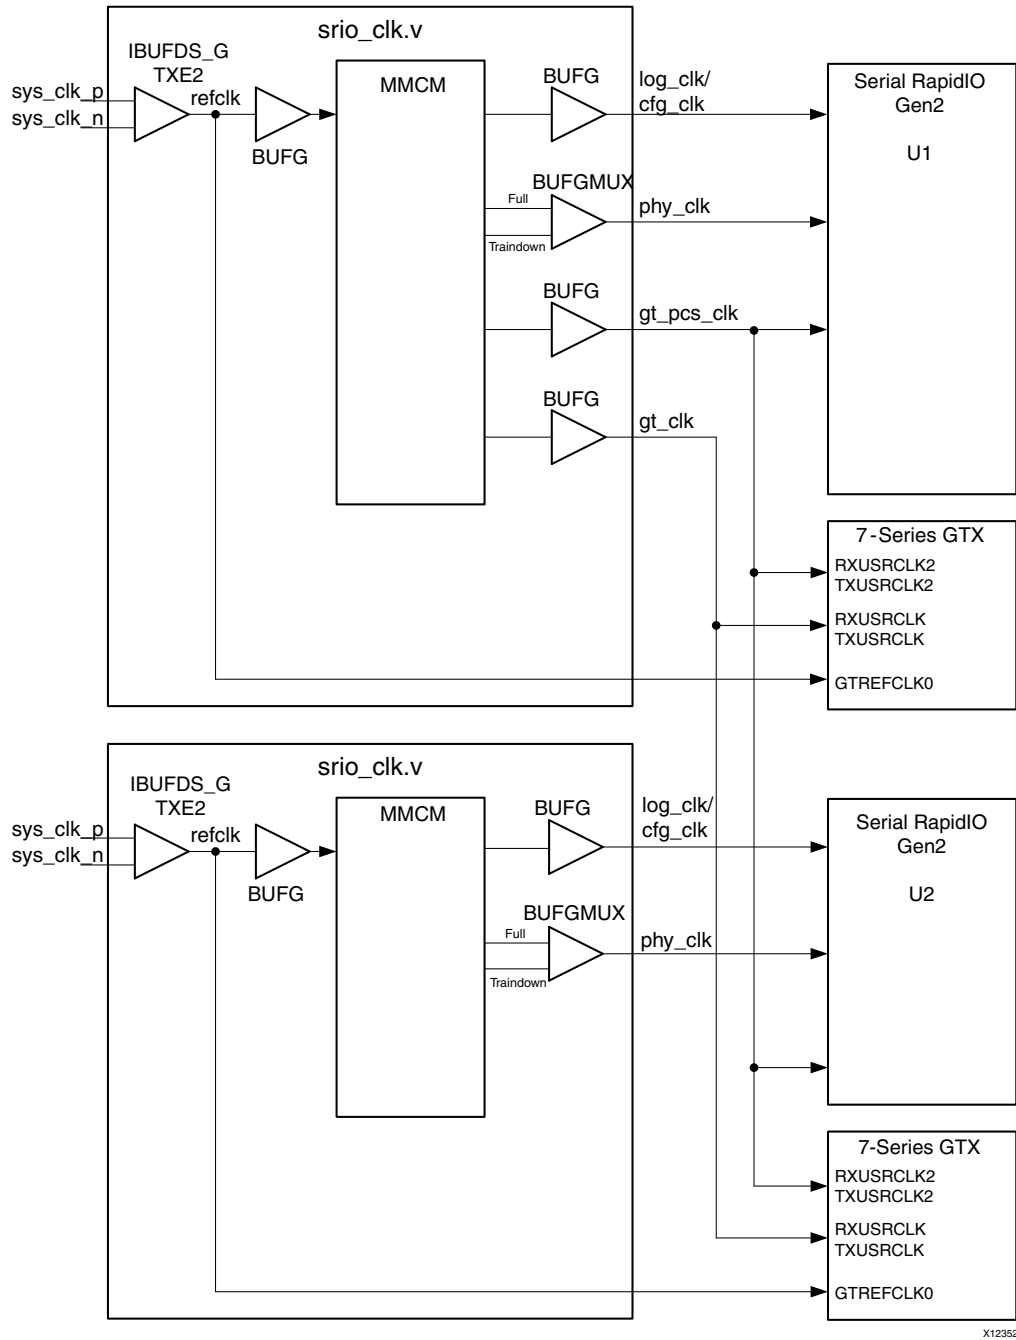 srio_clk.v
IBUFDS_G
TXE2
sys_clk_p
sys_clk_n
refclk
BUFG
MMCM
BUFG
log_clk/
cfg_clk
BUFGMUX
Full
Traindown
phy_clk
BUFG
gt_pcs_clk
BUFG
gt_clk
Serial RapidIO
Gen2
U1
7-Series GTX
RXUSRCLK2
TXUSRCLK2
RXUSRCLK
TXUSRCLK
GTREFCLK0
srio_clk.v
IBUFDS_G
TXE2
sys_clk_p
sys_clk_n
refclk
BUFG
MMCM
BUFG
log_clk/
cfg_clk
BUFGMUX
Full
Traindown
phy_clk
Serial RapidIO
Gen2
U2
7-Series GTX
RXUSRCLK2
TXUSRCLK2
RXUSRCLK
TXUSRCLK
GTREFCLK0
X12352